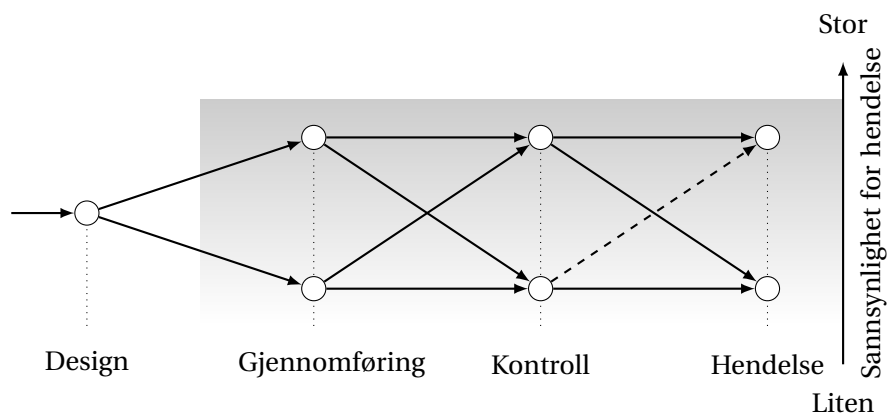 Stor
Sannsynlighet for hendelse
Design
Gjennomføring
Kontroll
Hendelse
Liten